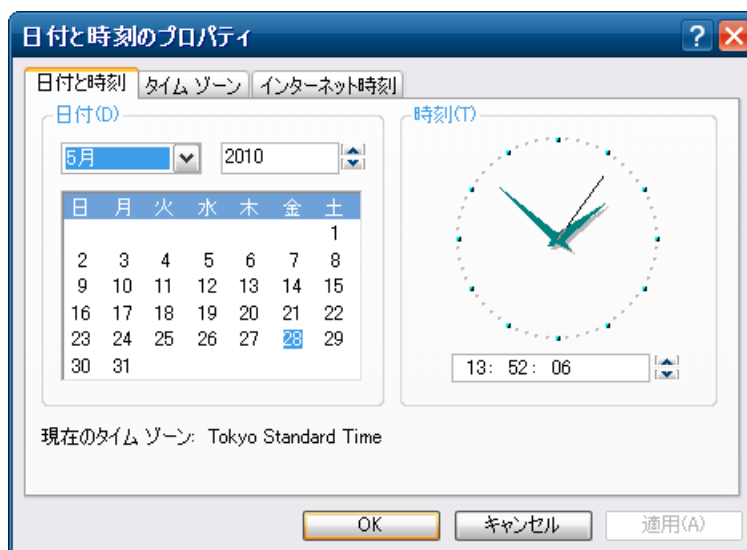 日付と時刻のプロパティ
日付と時刻 タイム ゾーン インターネット時刻
日付(D)
5月 2010
日 月 火 水 木 金 土
1
2 3 4 5 6 7 8
9 10 11 12 13 14 15
16 17 18 19 20 21 22
23 24 25 26 27 28 29
30 31
時刻(T)
13: 52: 06
現在のタイム ゾーン: Tokyo Standard Time
OK キャンセル 適用(A)